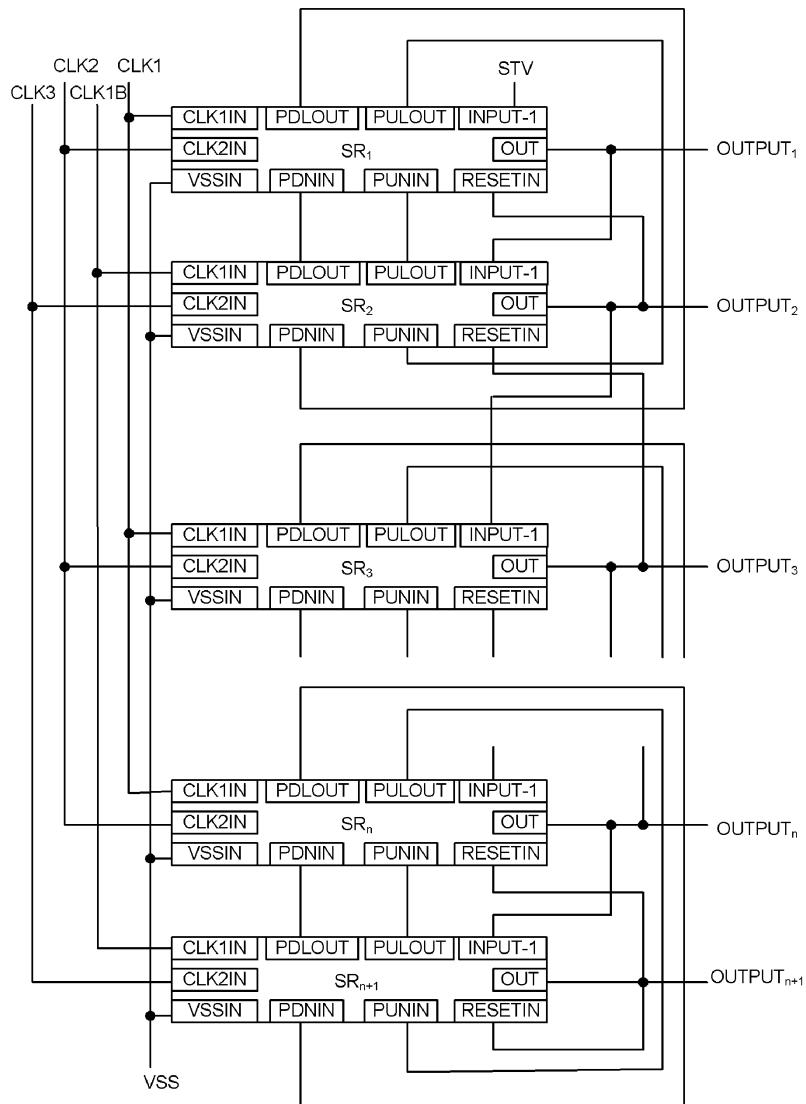 CLK2 CLK1
CLK3 CLK1B
STV
CLK1IN PDLOUT PULOUT INPUT-1
CLK2IN SR₁ OUT OUTPUT₁
VSSIN PDNIN PUNIN RESETIN
CLK1IN PDLOUT PULOUT INPUT-1
CLK2IN SR₂ OUT OUTPUT₂
VSSIN PDNIN PUNIN RESETIN
CLK1IN PDLOUT PULOUT INPUT-1
CLK2IN SR₃ OUT OUTPUT₃
VSSIN PDNIN PUNIN RESETIN
CLK1IN PDLOUT PULOUT INPUT-1
CLK2IN SRₙ OUT OUTPUTₙ
VSSIN PDNIN PUNIN RESETIN
CLK1IN PDLOUT PULOUT INPUT-1
CLK2IN SRₙ₊₁ OUT OUTPUTₙ₊₁
VSSIN PDNIN PUNIN RESETIN
VSS